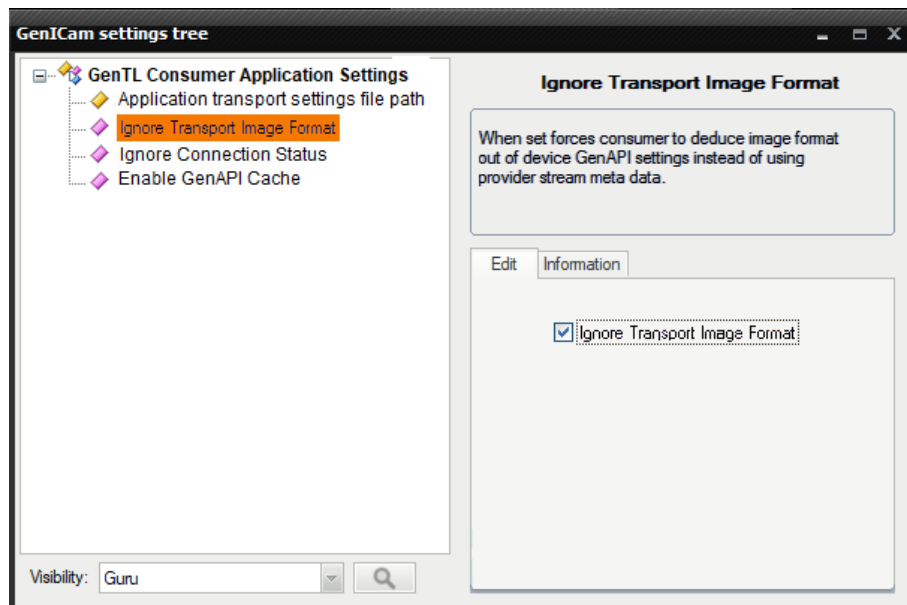 GenICam settings tree
GenTL Consumer Application Settings
Application transport settings file path
Ignore Transport Image Format
Ignore Connection Status
Enable GenAPI Cache
Visibility: Guru
Ignore Transport Image Format
When set forces consumer to deduce image format
out of device GenAPI settings instead of using
provider stream meta data.
Edit Information
Ignore Transport Image Format